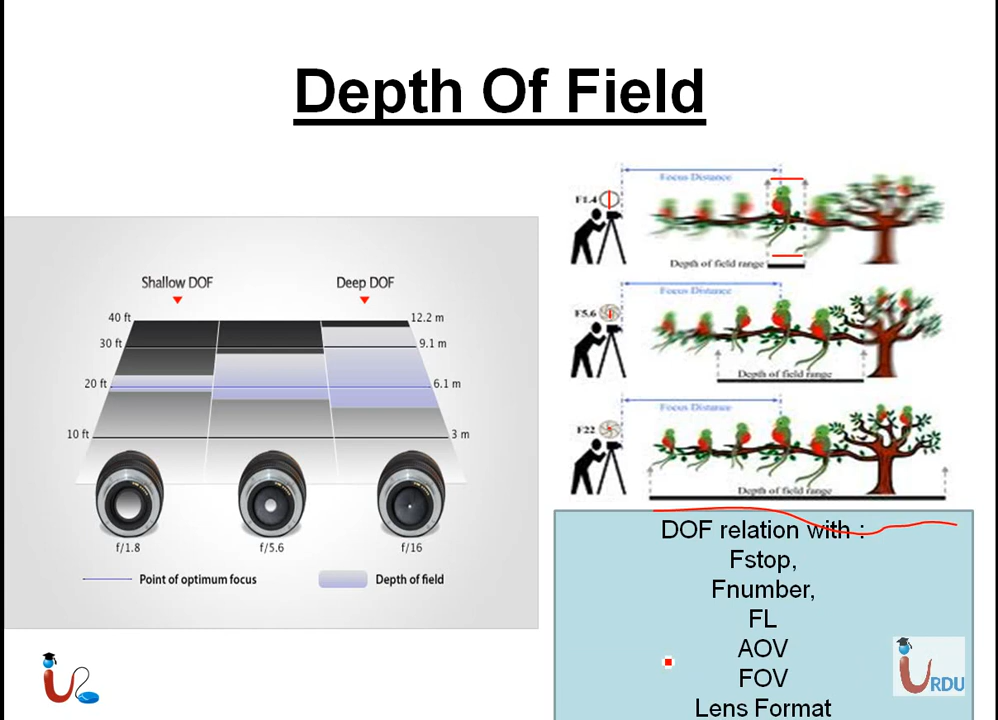 Depth Of Field
Shallow DOF
Deep DOF
40 ft
12.2 m
30 ft
9.1 m
20 ft
6.1 m
10 ft
3 m
f/1.8
f/5.6
f/16
Point of optimum focus
Depth of field
Focus Distance
F1.4
Depth of field range
Focus Distance
F5.6
Depth of field range
Focus Distance
F22
Depth of field range
DOF relation with :
Fstop,
Fnumber,
FL
AOV
FOV
Lens Format
URDU